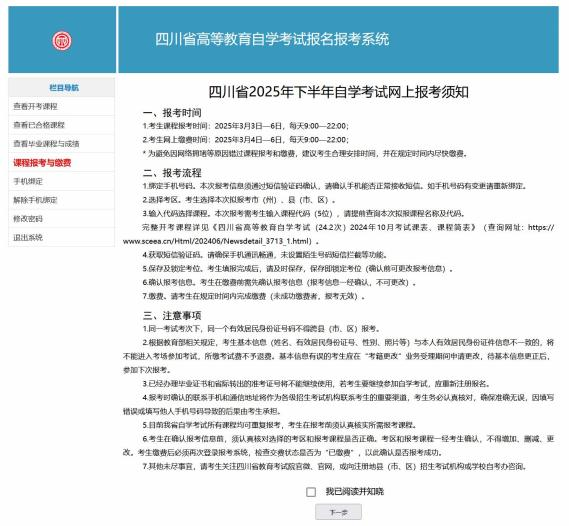 四川省高等教育自学考试报名报考系统
栏目导航
查看开考课程
查看已合格课程
查看毕业课程与成绩
课程报考与缴费
手机绑定
解除手机绑定
修改密码
退出系统
四川省2025年下半年自学考试网上报考须知
一、报考时间
1.考生课程报考时间：2025年3月3日—6日，每天9:00—22:00；
2.考生网上缴费时间：2025年3月4日—6日，每天9:00—22:00；
* 为避免因网络拥堵等原因错过课程报考和缴费，建议考生合理安排时间，并在规定时间内尽快缴费。
二、报考流程
1.绑定手机号码。本次报考信息须通过短信验证码确认，请确认手机能否正常接收短信。如手机号码有变更请重新绑定。
2.选择考区。考生选择本次拟报考市（州）、县（市、区）。
3.输入代码选择课程。本次报考需考生输入课程代码（5位），请提前查询本次拟报课程名称及代码。
完整开考课程详见《四川省高等教育自学考试（24.2次）2024年10月考试课表、课程简表》（查询网址：https://
www.sceea.cn/Html/202406/Newsdetail_3713_1.html）。
4.获取短信验证码。请确保手机通讯畅通，未设置陌生号码短信拦截等功能。
5.保存及锁定考位。考生填报完成后，请及时保存，保存即锁定考位（确认前可更改报考信息）。
6.确认报考信息。考生在缴费前需先确认报考信息（报考信息一经确认，不可更改）。
7.缴费。请考生在规定时间内完成缴费（未成功缴费者，报考无效）。
三、注意事项
1.同一考试考次下，同一个有效居民身份证号码不得跨县（市、区）报考。
2.根据教育部相关规定，考生基本信息（姓名、有效居民身份证号、性别、照片等）与本人有效居民身份证件信息不一致的，将
不能进入考场参加考试，所缴考试费不予退费。基本信息有误的考生应在“考籍更改”业务受理期间申请更改，待基本信息更正后，
参加下次报考。
3.已经办理毕业证书和省际转出的准考证号将不能继续使用，若考生要继续参加自学考试，应重新注册报名。
4.报考时确认的联系手机和通信地址将作为各级招生考试机构联系考生的重要渠道，考生务必认真核对，确保准确无误，因填写
错误或填写他人手机号码导致的后果由考生承担。
5.目前我省自学考试所有课程均可重复报考，考生在报考前须认真核实所需报考课程。
6.考生在确认报考信息前，须认真核对选择的考区和报考课程是否正确。考区和报考课程一经考生确认，不得增加、删减、更
改。考生缴费后必须再次登录报考系统，检查交费状态是否为“已缴费”，以此确认是否报考成功。
7.其他未尽事宜，请考生关注四川省教育考试院官微、官网，或向注册地县（市、区）招生考试机构或学校自考办咨询。
我已阅读并知晓
下一步